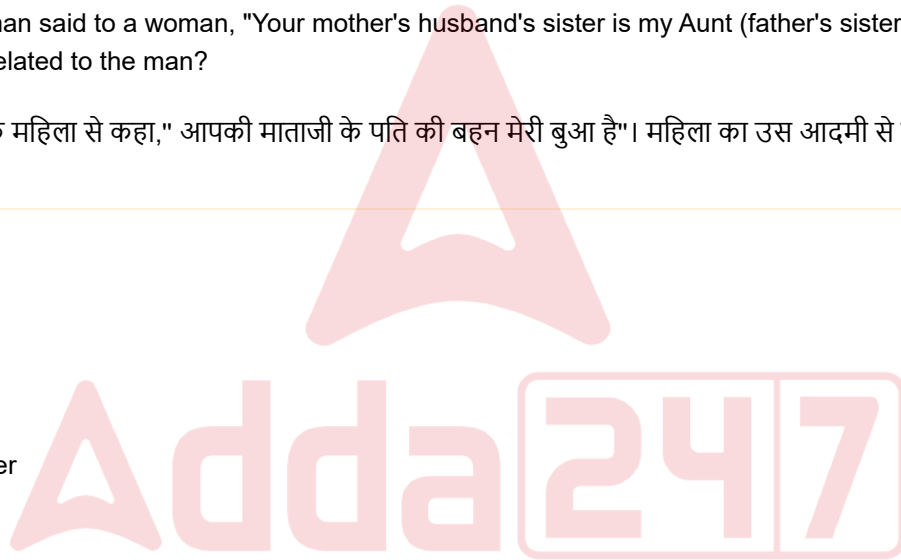 an said to a woman, "Your mother's husband's sister is my Aunt (father's sister
elated to the man?
महिला से कहा," आपकी माताजी के पति की बहन मेरी बुआ है"। महिला का उस आदमी से
er
Adda247